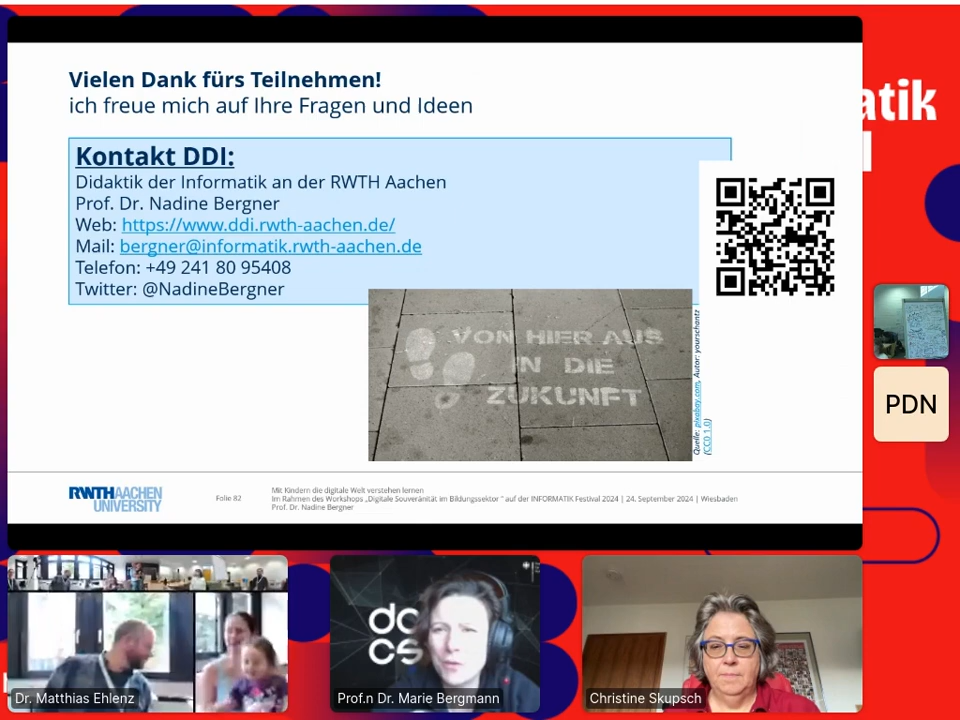 Vielen Dank fürs Teilnehmen!
ich freue mich auf Ihre Fragen und Ideen
Kontakt DDI:
Didaktik der Informatik an der RWTH Aachen
Prof. Dr. Nadine Bergner
Web: https://www.ddi.rwth-aachen.de/
Mail: bergner@informatik.rwth-aachen.de
Telefon: +49 241 80 95408
Twitter: @NadineBergner
VON HIER AUS
IN DIE
ZUKUNFT
Quelle: pixabay.com, Autor: yourschantz
(CC0 1.0)
RWTHAACHEN
UNIVERSITY
Folie 82
Mit Kindern die digitale Welt verstehen lernen
Im Rahmen des Workshops „Digitale Souveränität im Bildungssektor “ auf der INFORMATIK Festival 2024 | 24. September 2024 | Wiesbaden
Prof. Dr. Nadine Bergner
atik
PDN
Dr. Matthias Ehlenz
Prof.n Dr. Marie Bergmann
Christine Skupsch